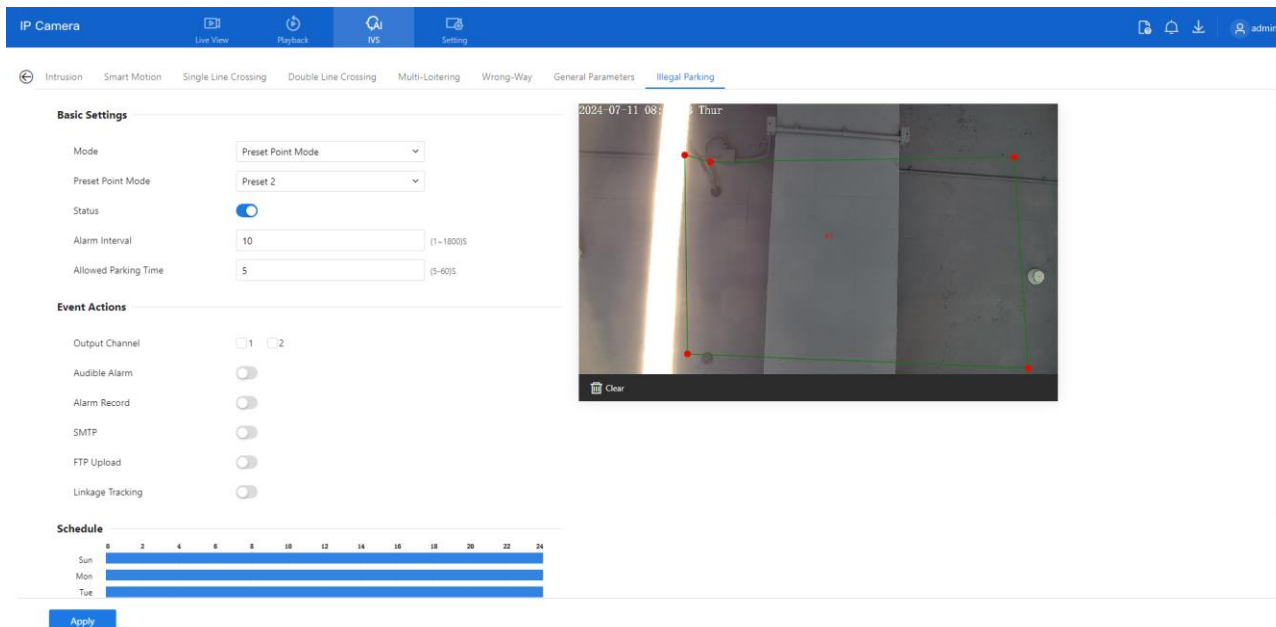 IP Camera
Live View
Playback
IVS
Setting
admin
Intrusion Smart Motion Single Line Crossing Double Line Crossing Multi-Loitering Wrong-Way General Parameters Illegal Parking
Basic Settings
2024-07-11 08: Thur
Mode Preset Point Mode
Preset Point Mode Preset 2
Status
Alarm Interval 10 (1~1800)S
Allowed Parking Time 5 (5-60)S
Event Actions
Output Channel 1 2
Audible Alarm
Clear
Alarm Record
SMTP
FTP Upload
Linkage Tracking
Schedule
0 2 4 6 8 10 12 14 16 18 20 22 24
Sun
Mon
Tue
Apply